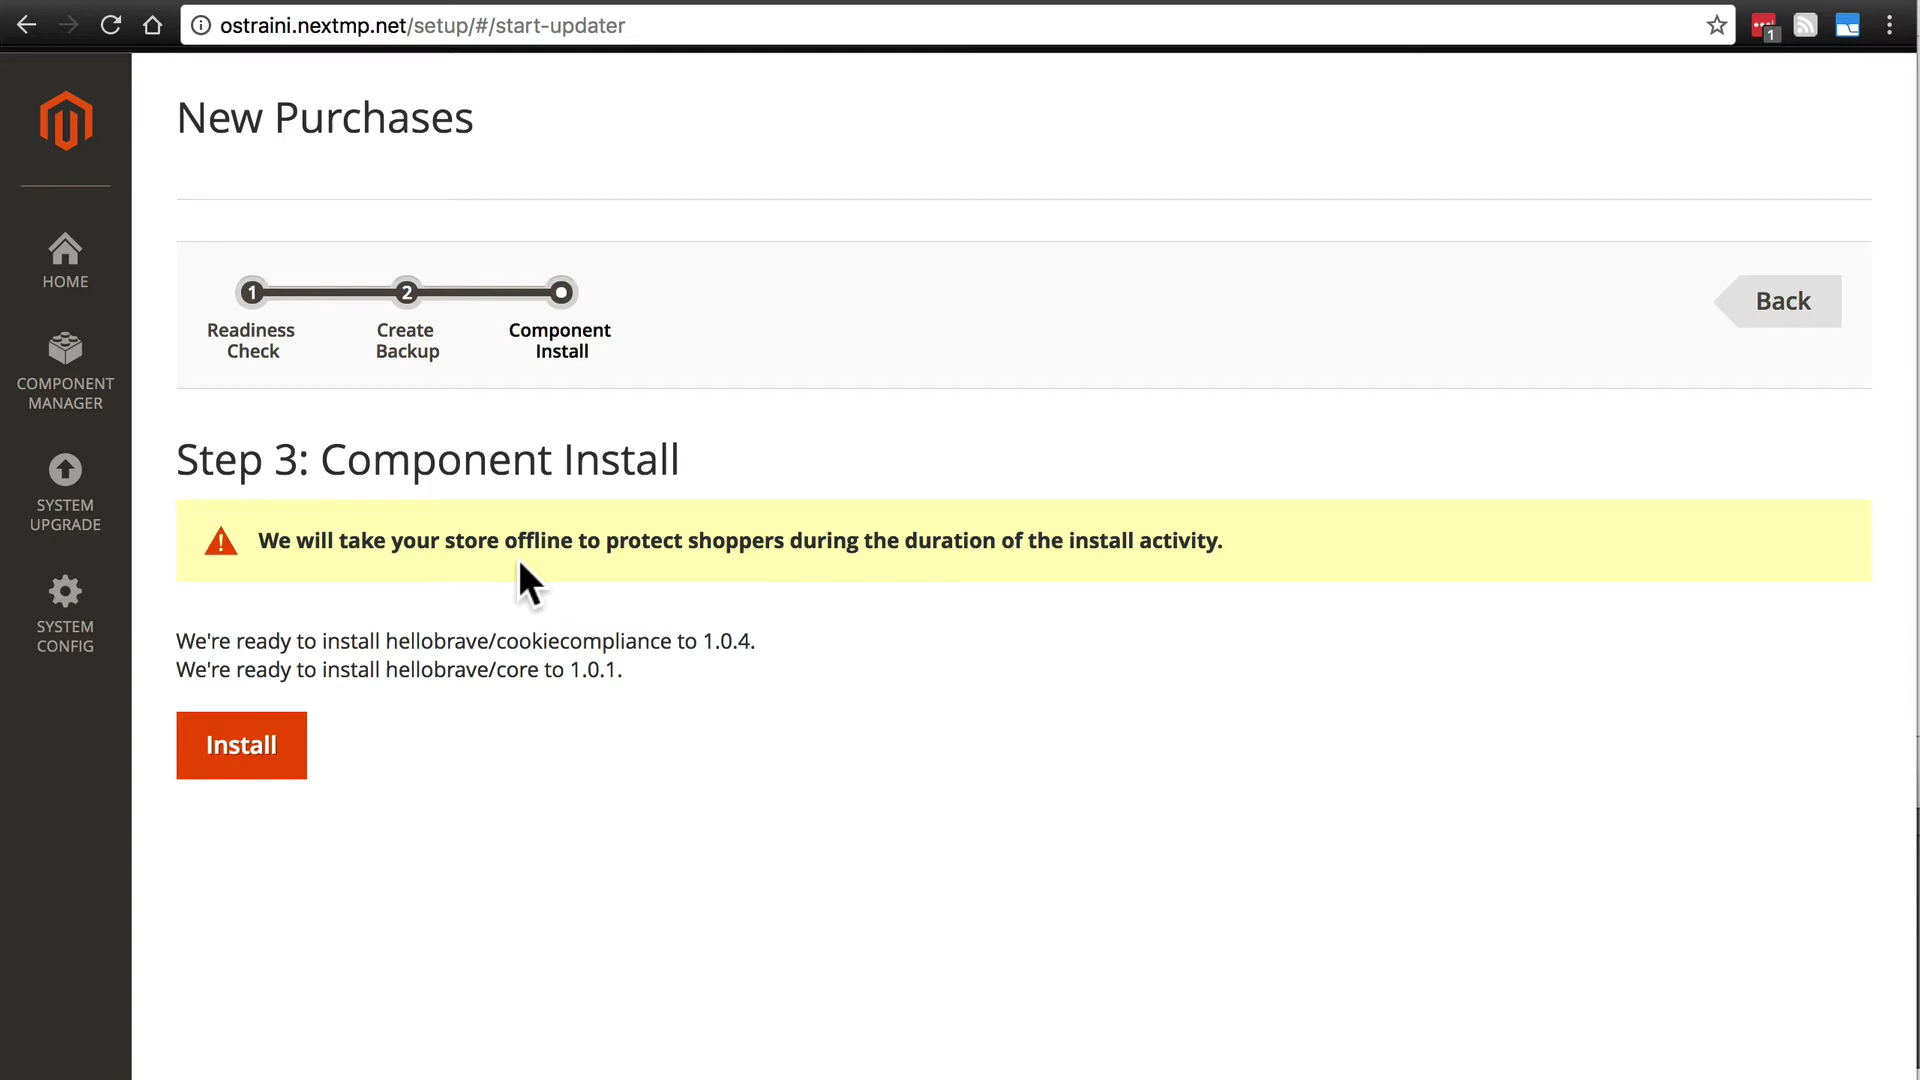 ostraini.nextmp.net/setup/#/start-updater
1
New Purchases
HOME
COMPONENT
MANAGER
SYSTEM
UPGRADE
SYSTEM
CONFIG
1
2
Readiness
Check
Create
Backup
Component
Install
Back
Step 3: Component Install
We will take your store offline to protect shoppers during the duration of the install activity.
We're ready to install hellobrave/cookiecompliance to 1.0.4.
We're ready to install hellobrave/core to 1.0.1.
Install